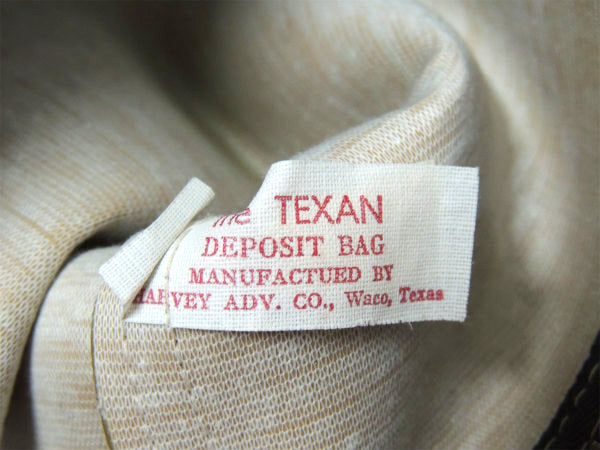 The TEXAN
DEPOSIT BAG
MANUFACTUED BY
HARVEY ADV. CO., Waco, Texas